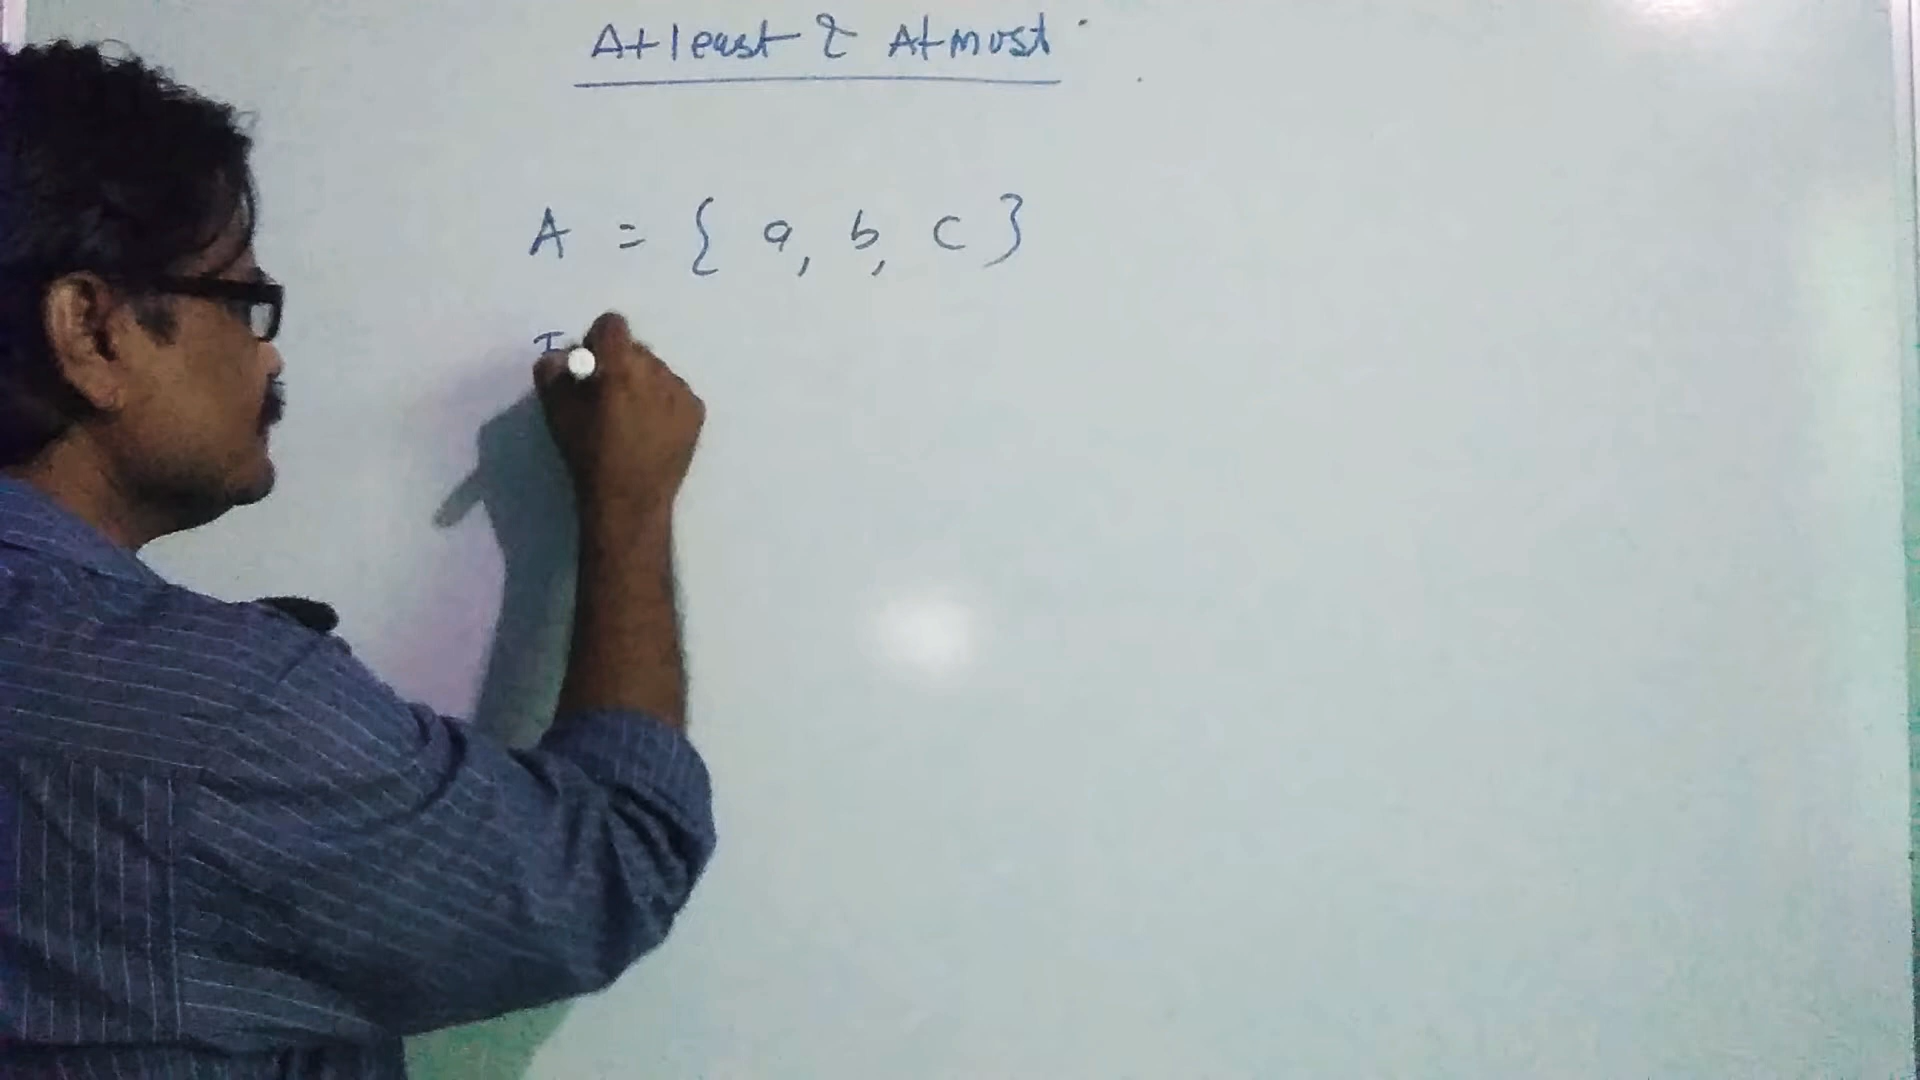 Atleast & Atmost
A = { a, b, c }